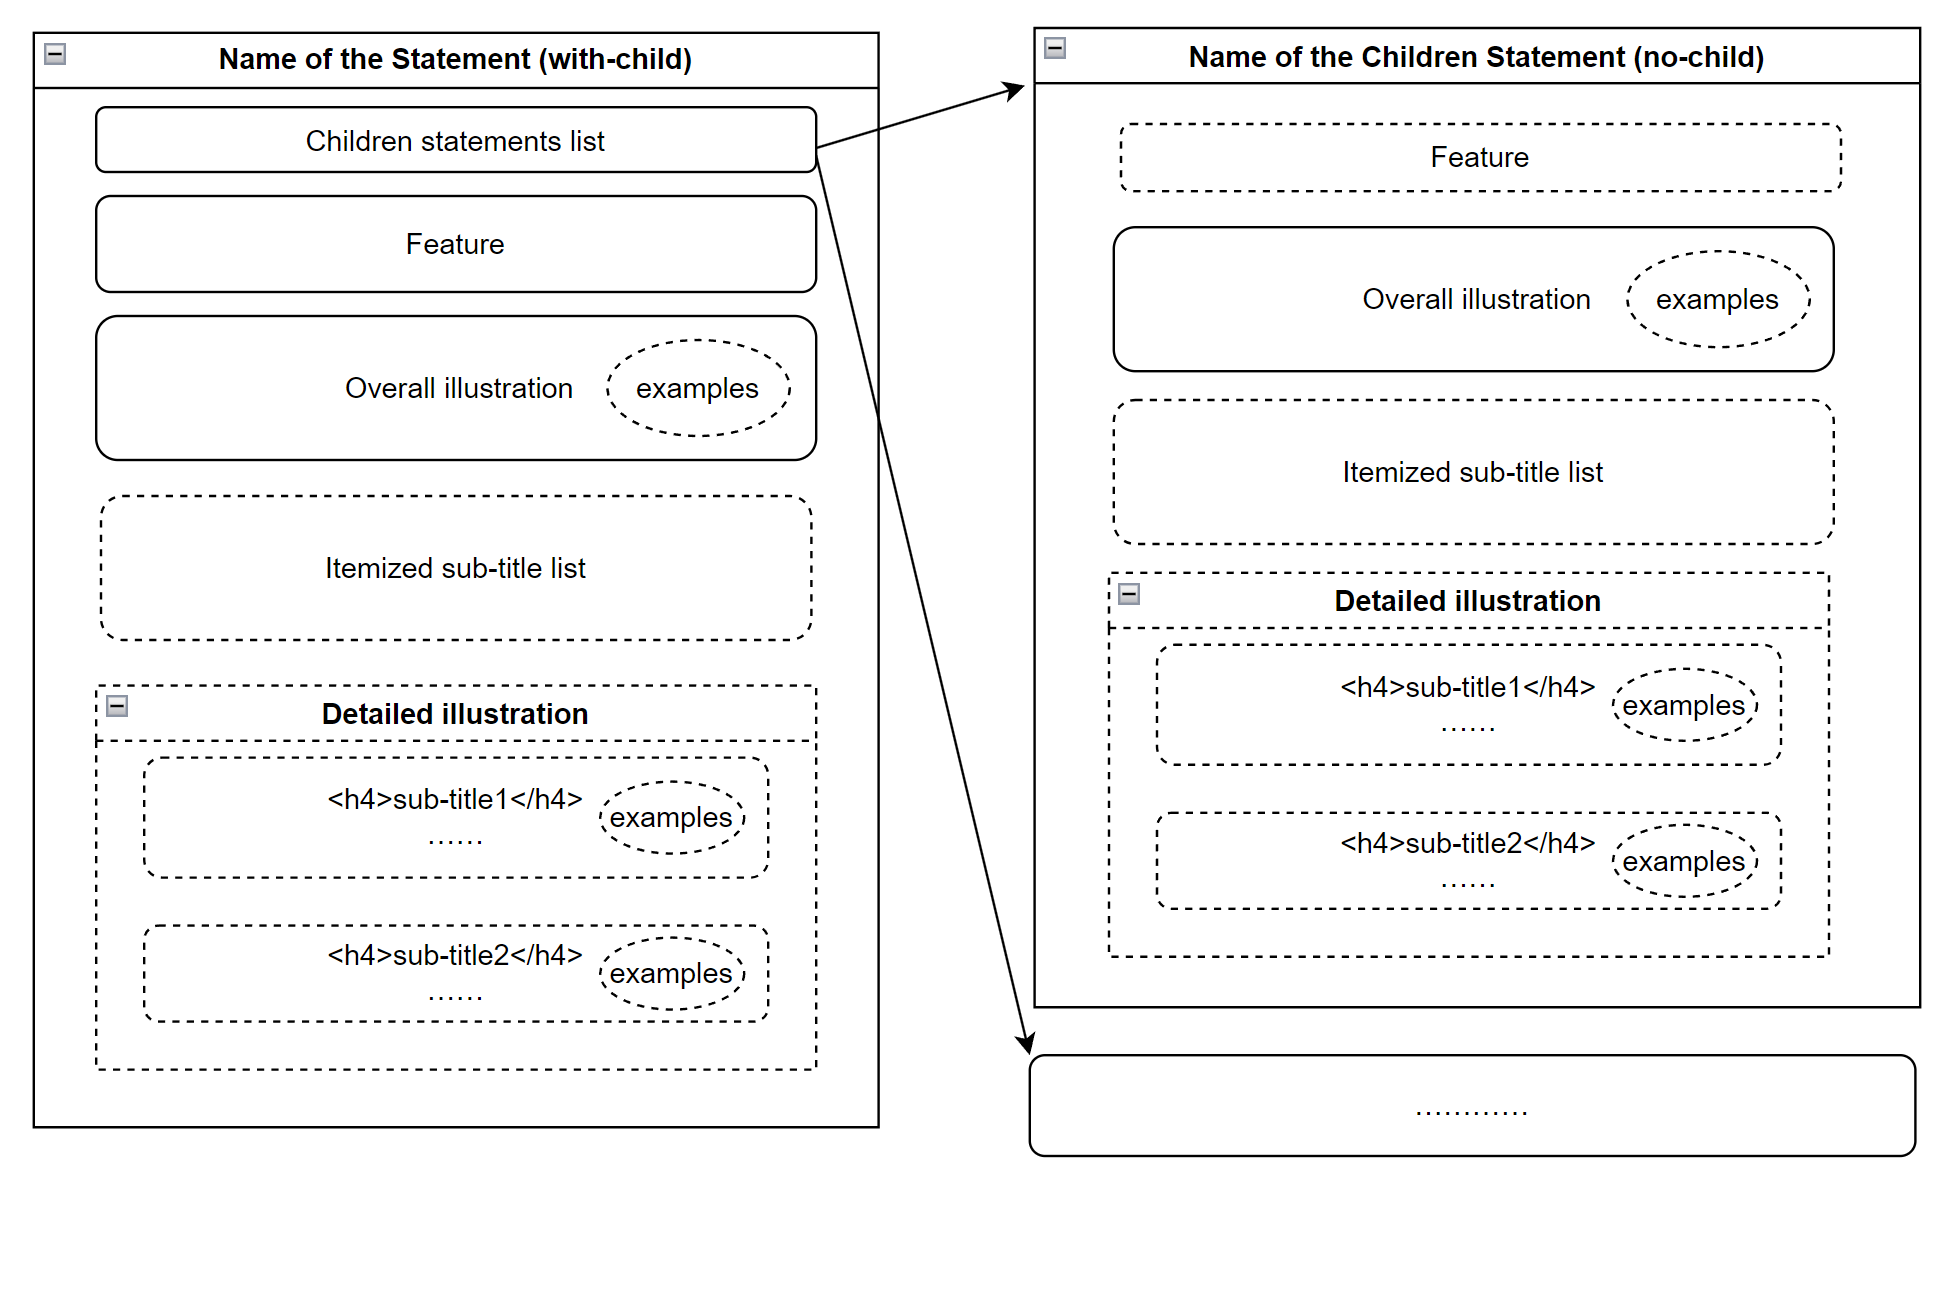 Name of the Statement (with-child)
Children statements list
Feature
Overall illustration
examples
Itemized sub-title list
Detailed illustration
<h4>sub-title1</h4>
......
examples
<h4>sub-title2</h4>
......
examples
Name of the Children Statement (no-child)
Feature
Overall illustration
examples
Itemized sub-title list
Detailed illustration
<h4>sub-title1</h4>
......
examples
<h4>sub-title2</h4>
......
examples
............